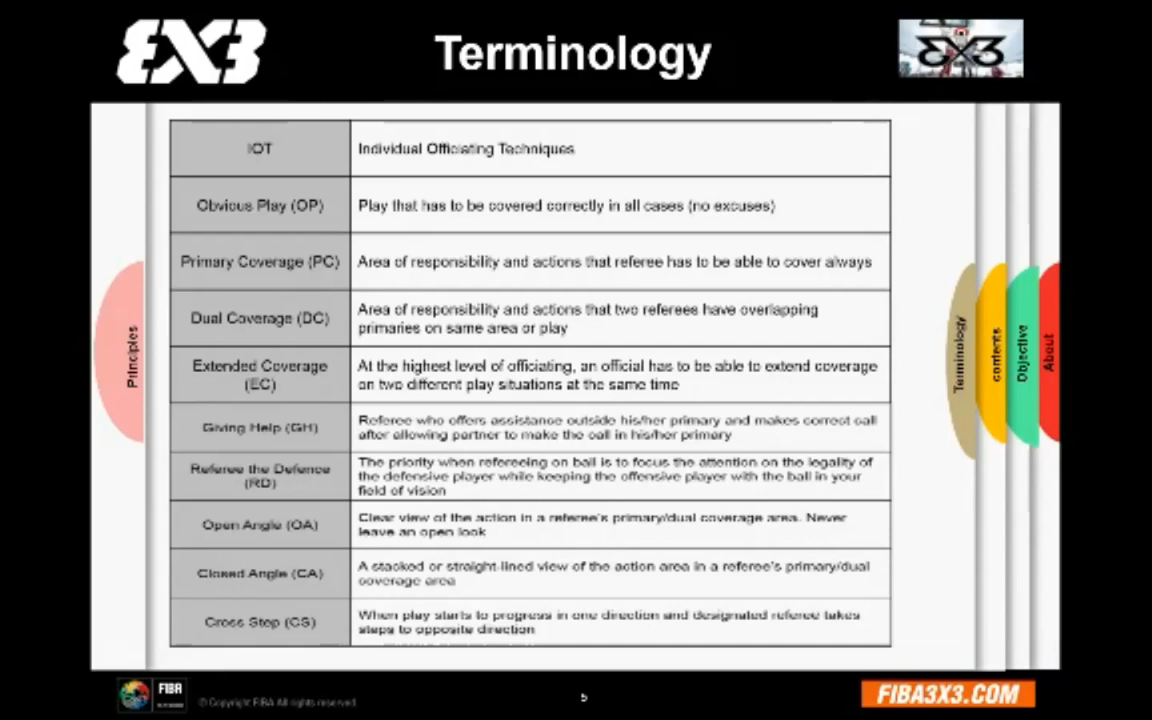 3X3
Terminology
3X3
IOT
Individual Officiating Techniques
Obvious Play (OP)
Play that has to be covered correctly in all cases (no excuses)
Primary Coverage (PC)
Area of responsibility and actions that referee has to be able to cover always
Dual Coverage (DC)
Area of responsibility and actions that two referees have overlapping
primaries on same area or play
Extended Coverage
(EC)
At the highest level of officiating, an official has to be able to extend coverage
on two different play situations at the same time
Giving Help (GH)
Referee who offers assistance outside his/her primary and makes correct call
after allowing partner to make the call in his/her primary
Referee the Defence
(RD)
The priority when refereeing on ball is to focus the attention on the legality of
the defensive player while keeping the offensive player with the ball in your
field of vision
Open Angle (OA)
Clear view of the action in a referee's primary/dual coverage area. Never
leave an open look
Closed Angle (CA)
A stacked or straight-lined view of the action area in a referee's primary/dual
coverage area
Cross Step (CS)
When play starts to progress in one direction and designated referee takes
steps to opposite direction
Principles
Terminology
contents
Objective
About
FIBA
© Copyright FIBA All rights reserved
5
FIBA3X3.COM